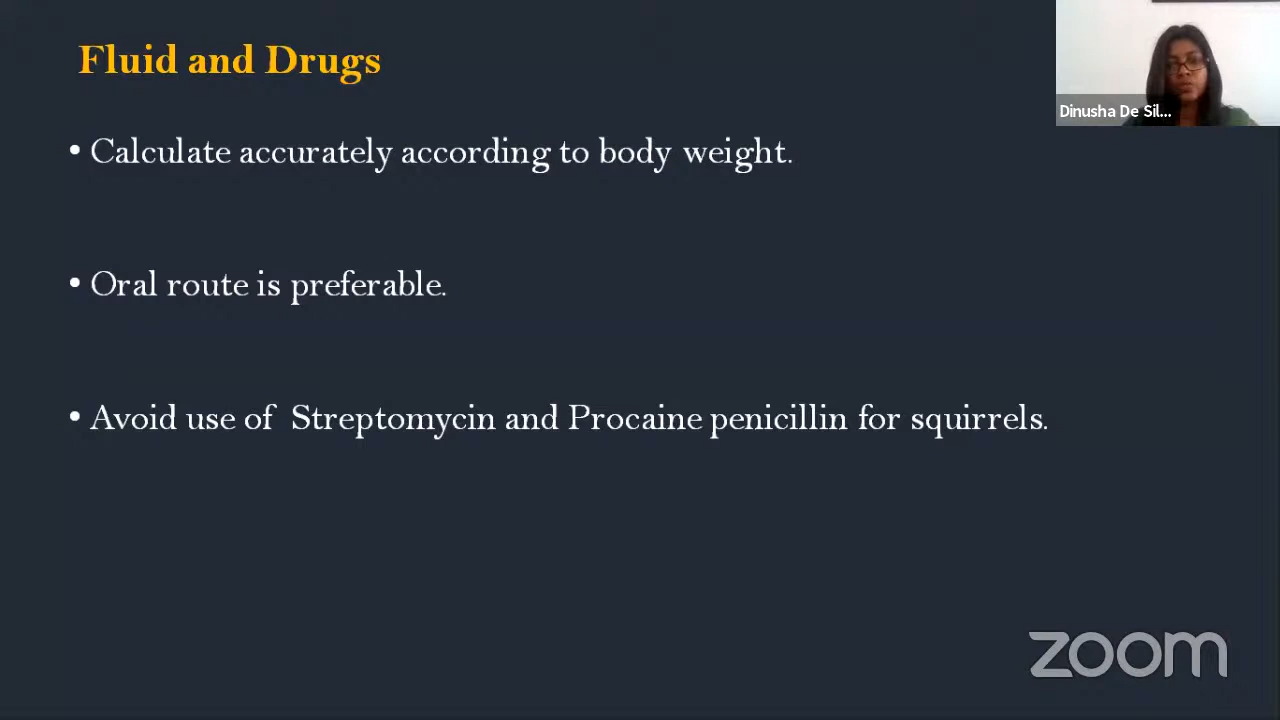 Fluid and Drugs
Dinusha De Sil...
• Calculate accurately according to body weight.
• Oral route is preferable.
• Avoid use of  Streptomycin and Procaine penicillin for squirrels.
zoom